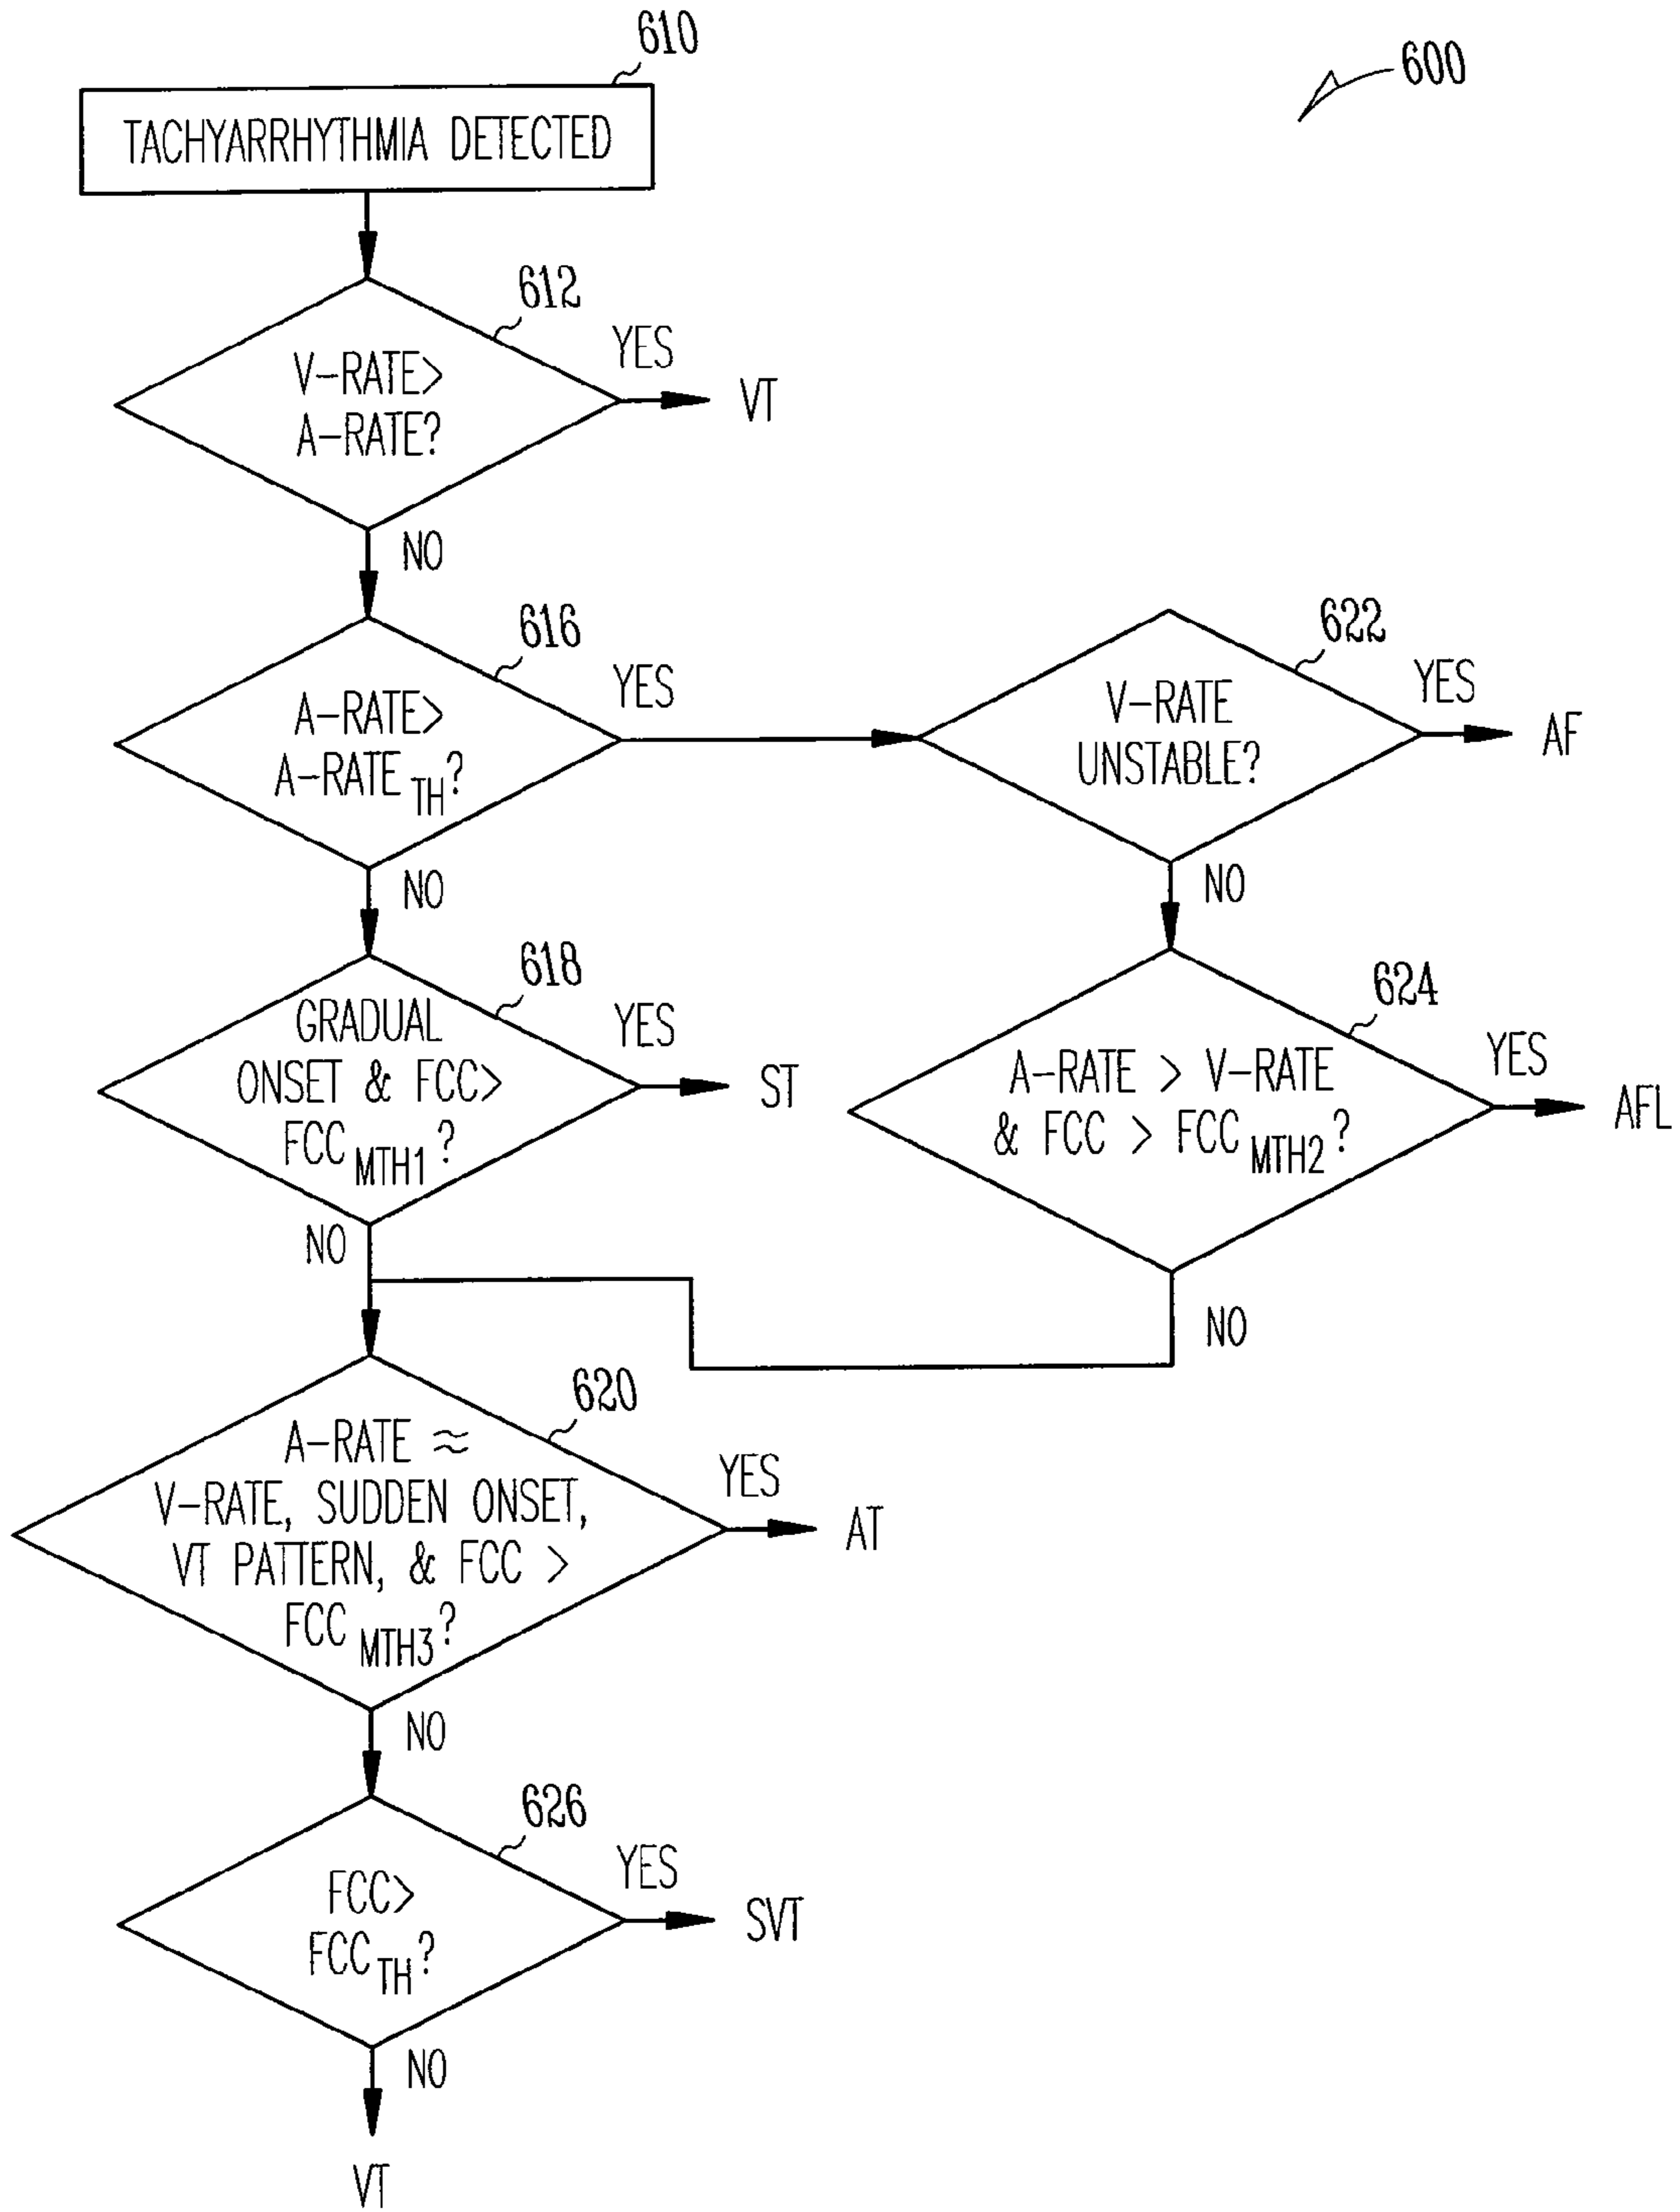 610
600
TACHYARRHYTHMIA DETECTED
612
V-RATE>
A-RATE?
YES
VT
NO
616
A-RATE>
A-RATE TH?
YES
622
V-RATE
UNSTABLE?
YES
AF
NO
NO
618
GRADUAL
ONSET & FCC>
FCC MTH1?
YES
ST
624
A-RATE > V-RATE
& FCC > FCC MTH2?
YES
AFL
NO
NO
620
A-RATE ≈
V-RATE, SUDDEN ONSET,
VT PATTERN, & FCC >
FCC MTH3?
YES
AT
NO
626
FCC>
FCC TH?
YES
SVT
NO
VT